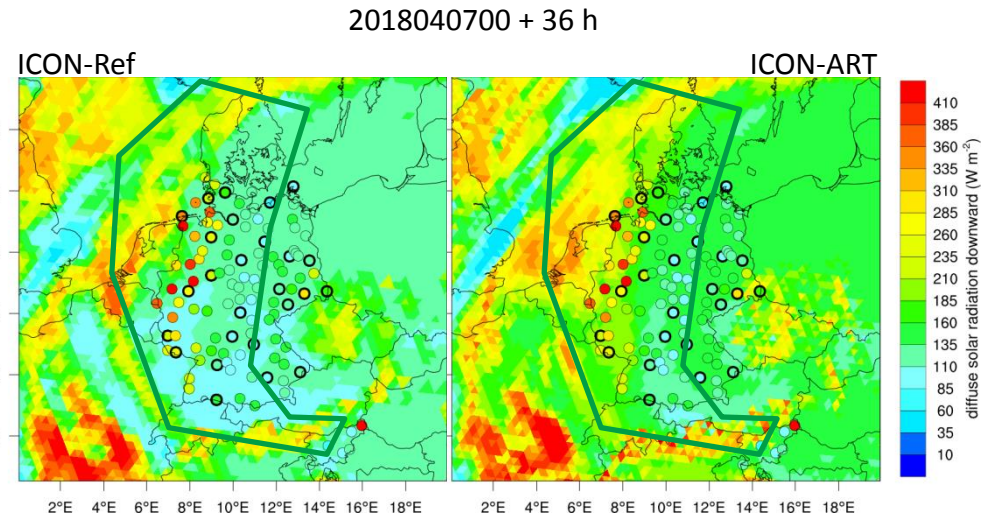 2018040700 + 36 h
ICON-Ref
ICON-ART
410
385
360
335
310
285
260
235
210
185
160
135
110
85
60
35
10
diffuse solar radiation downward (W m⁻²)
2°E 4°E 6°E 8°E 10°E 12°E 14°E 16°E 18°E
2°E 4°E 6°E 8°E 10°E 12°E 14°E 16°E 18°E